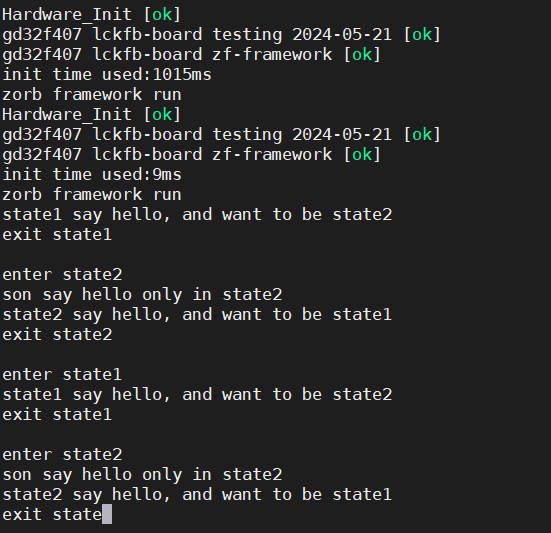 Hardware_Init [ok]
gd32f407 lckfb-board testing 2024-05-21 [ok]
gd32f407 lckfb-board zf-framework [ok]
init time used:1015ms
zorb framework run
Hardware_Init [ok]
gd32f407 lckfb-board testing 2024-05-21 [ok]
gd32f407 lckfb-board zf-framework [ok]
init time used:9ms
zorb framework run
state1 say hello, and want to be state2
exit state1
enter state2
son say hello only in state2
state2 say hello, and want to be state1
exit state2
enter state1
state1 say hello, and want to be state2
exit state1
enter state2
son say hello only in state2
state2 say hello, and want to be state1
exit state